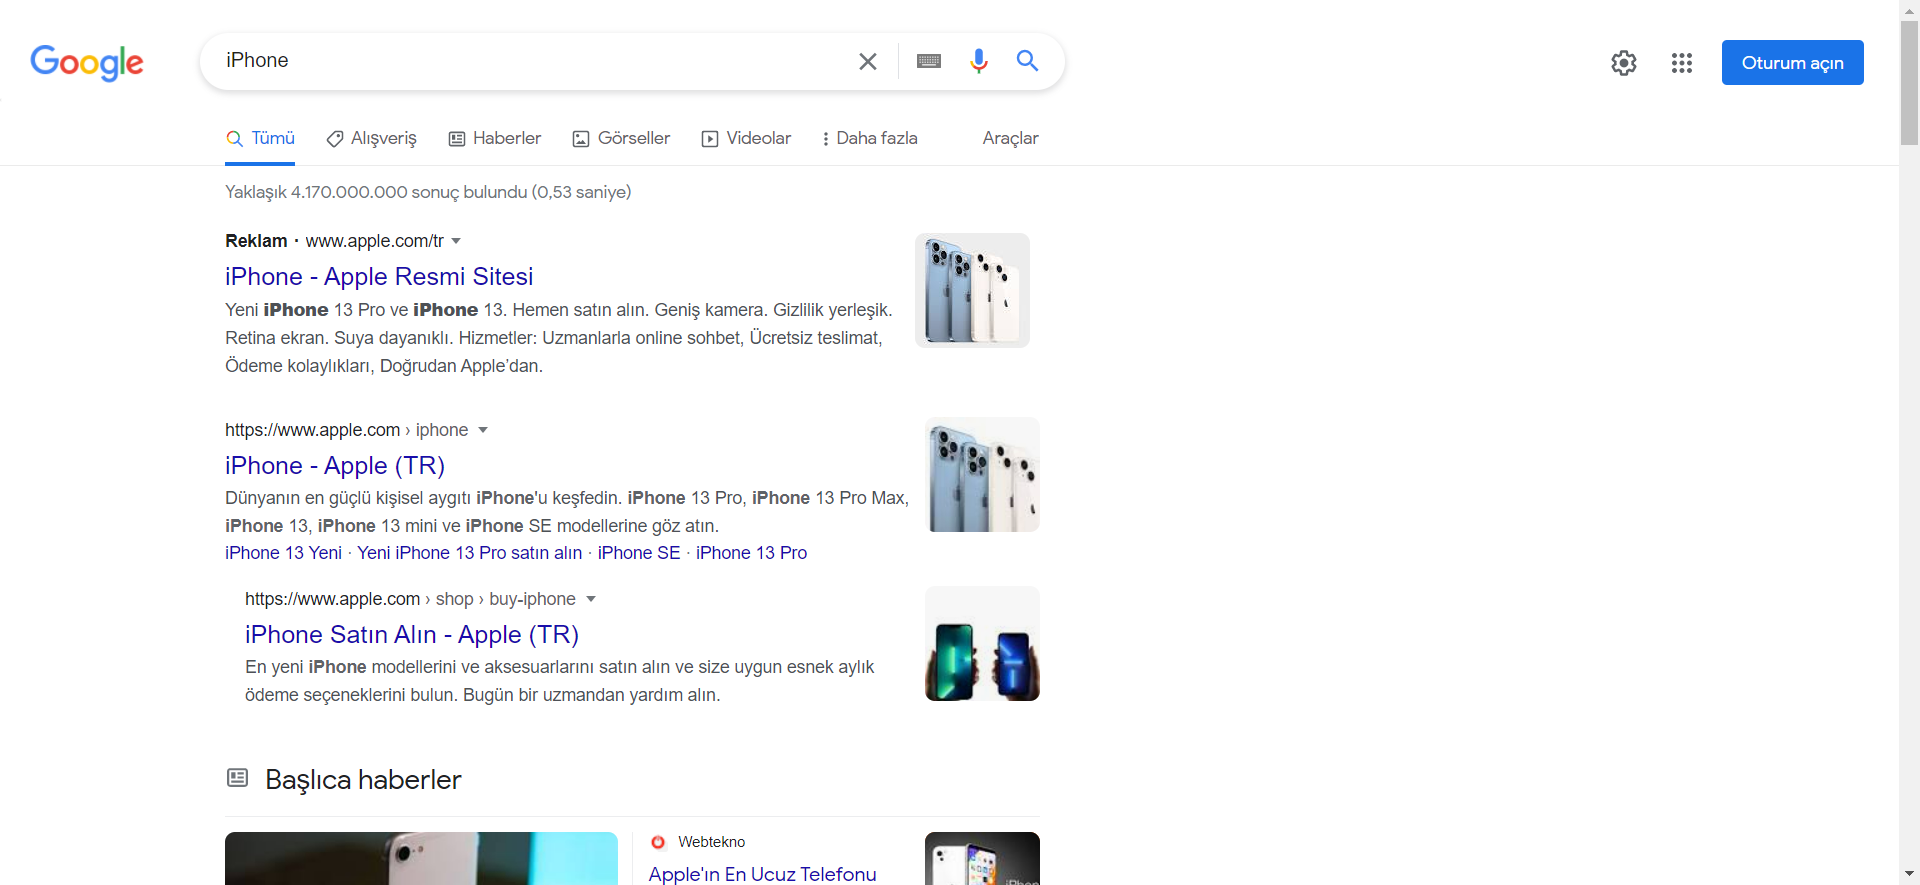 Google
iPhone
Oturum açın
Tümü
Alışveriş
Haberler
Görseller
Videolar
Daha fazla
Araçlar
Yaklaşık 4.170.000.000 sonuç bulundu (0,53 saniye)
Reklam · www.apple.com/tr
iPhone - Apple Resmi Sitesi
Yeni iPhone 13 Pro ve iPhone 13. Hemen satın alın. Geniş kamera. Gizlilik yerleşik.
Retina ekran. Suya dayanıklı. Hizmetler: Uzmanlarla online sohbet, Ücretsiz teslimat,
Ödeme kolaylıkları, Doğrudan Apple’dan.
https://www.apple.com › iphone
iPhone - Apple (TR)
Dünyanın en güçlü kişisel aygıtı iPhone'u keşfedin. iPhone 13 Pro, iPhone 13 Pro Max,
iPhone 13, iPhone 13 mini ve iPhone SE modellerine göz atın.
iPhone 13 Yeni · Yeni iPhone 13 Pro satın alın · iPhone SE · iPhone 13 Pro
https://www.apple.com › shop › buy-iphone
iPhone Satın Alın - Apple (TR)
En yeni iPhone modellerini ve aksesuarlarını satın alın ve size uygun esnek aylık
ödeme seçeneklerini bulun. Bugün bir uzmandan yardım alın.
Başlıca haberler
Webtekno
Apple'ın En Ucuz Telefonu